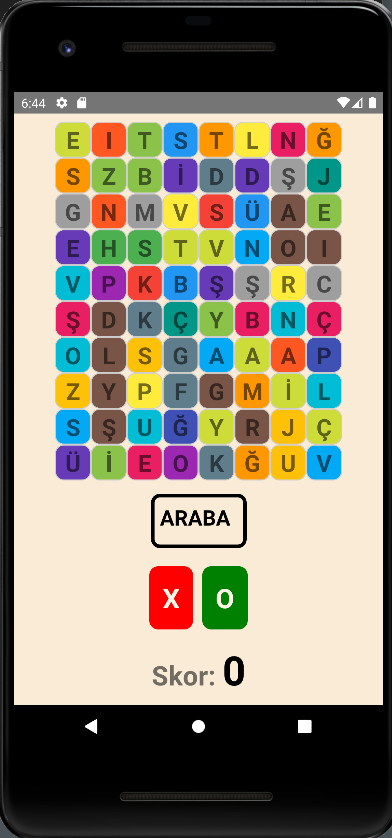 6:44
E I T S T L N Ğ
S Z B İ D D Ş J
G N M V S Ü A E
E H S T V N O I
V P K B Ş Ş R C
Ş D K Ç Y B N Ç
O L S G A A A P
Z Y P F G M İ L
S Ş U Ğ Y R J Ç
Ü İ E O K Ğ U V
ARABA
X O
Skor: 0